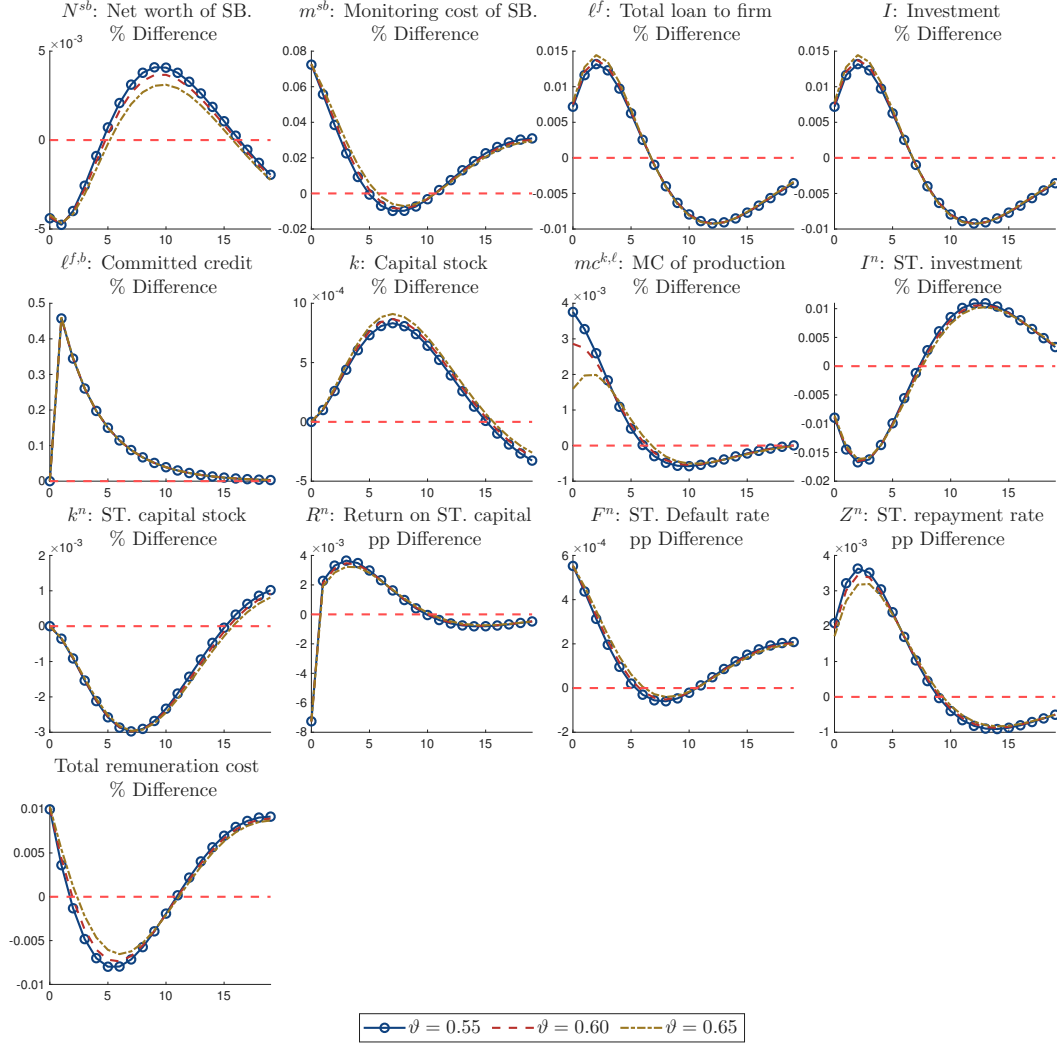 N^{sb}: Net worth of SB.
% Difference
×10^{-3}
5
0
-5
0 5 10 15
m^{sb}: Monitoring cost of SB.
% Difference
0.08
0.06
0.04
0.02
0
-0.02
0 5 10 15
ℓ^f: Total loan to firm
% Difference
0.015
0.01
0.005
0
-0.005
-0.01
0 5 10 15
I: Investment
% Difference
0.015
0.01
0.005
0
-0.005
-0.01
0 5 10 15
ℓ^{f,b}: Committed credit
% Difference
0.5
0.4
0.3
0.2
0.1
0
0 5 10 15
k: Capital stock
% Difference
×10^{-4}
10
5
0
-5
0 5 10 15
mc^{k,ℓ}: MC of production
% Difference
×10^{-3}
4
3
2
1
0
-1
0 5 10 15
I^n: ST. investment
% Difference
0.01
0.005
0
-0.005
-0.01
-0.015
-0.02
0 5 10 15
k^n: ST. capital stock
% Difference
×10^{-3}
2
1
0
-1
-2
-3
0 5 10 15
R^n: Return on ST. capital
pp Difference
×10^{-3}
4
2
0
-2
-4
-6
-8
0 5 10 15
F^n: ST. Default rate
pp Difference
×10^{-4}
6
4
2
0
-2
0 5 10 15
Z^n: ST. repayment rate
pp Difference
×10^{-3}
4
3
2
1
0
-1
0 5 10 15
Total remuneration cost
% Difference
0.01
0.005
0
-0.005
-0.01
0 5 10 15
ϑ = 0.55 ϑ = 0.60 ϑ = 0.65